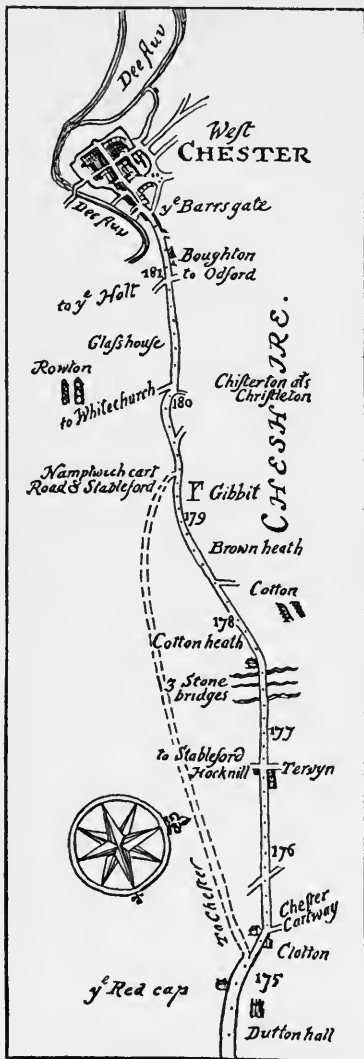 Dee fluv
West
CHESTER
Dee fluv
yᵉ Barrsgate
Boughton
to Odford
181
to yᵉ Holt
Glaſshouse
Rowton
to Whitechurch
180
Chisterton als
Christleton
CHESHIRE.
Namptwich cart
Road & Stableford
Gibbit
179
Brown heath
Cotton
178
Cotton heath
3 Stone
bridges
177
to Stableford
Hocknill
Tervyn
176
to Chester
Chester
Cartway
Clotton
175
yᵉ Red cap
Dutton hall